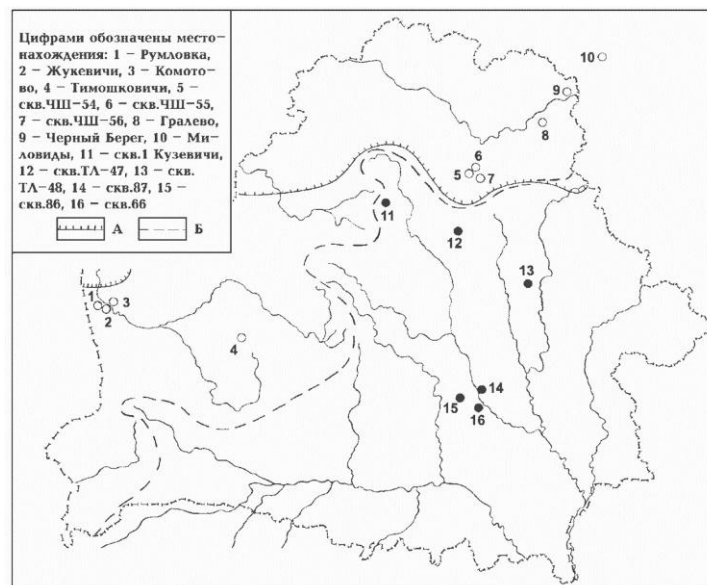 Цифрами обозначены место-
нахождения: 1 – Румловка,
2 – Жукевичи, 3 – Комото-
во, 4 – Тимошковичи, 5 –
скв.ЧШ–54, 6 – скв.ЧШ–55,
7 – скв.ЧШ–56, 8 – Гралево,
9 – Черный Берег, 10 – Ми-
ловиды, 11 – скв.1 Кузевичи,
12 – скв.ТЛ–47, 13 – скв.
ТЛ–48, 14 – скв.87, 15 –
скв.86, 16 – скв.66
А Б
10
9
8
6
5 7
11
12
13
1 3
2
4
14
15
16